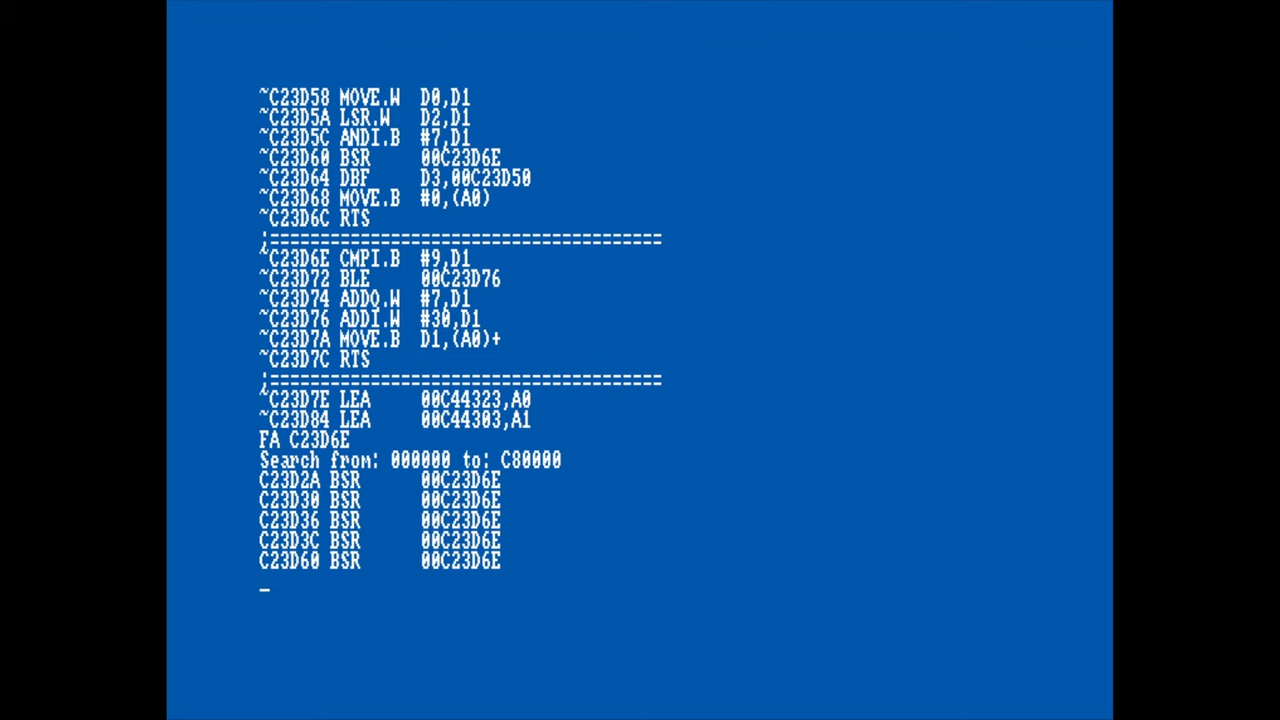 ~C23D58 MOVE.W  D0,D1
~C23D5A LSR.W   D2,D1
~C23D5C ANDI.B  #7,D1
~C23D60 BSR     00C23D6E
~C23D64 DBF     D3,00C23D50
~C23D68 MOVE.B  #0,(A0)
~C23D6C RTS
;=======================================
~C23D6E CMPI.B  #9,D1
~C23D72 BLE     00C23D76
~C23D74 ADDQ.W  #7,D1
~C23D76 ADDI.W  #30,D1
~C23D7A MOVE.B  D1,(A0)+
~C23D7C RTS
;=======================================
~C23D7E LEA     00C44323,A0
~C23D84 LEA     00C44303,A1
FA C23D6E
Search from: 000000 to: C80000
C23D2A BSR      00C23D6E
C23D30 BSR      00C23D6E
C23D36 BSR      00C23D6E
C23D3C BSR      00C23D6E
C23D60 BSR      00C23D6E
_